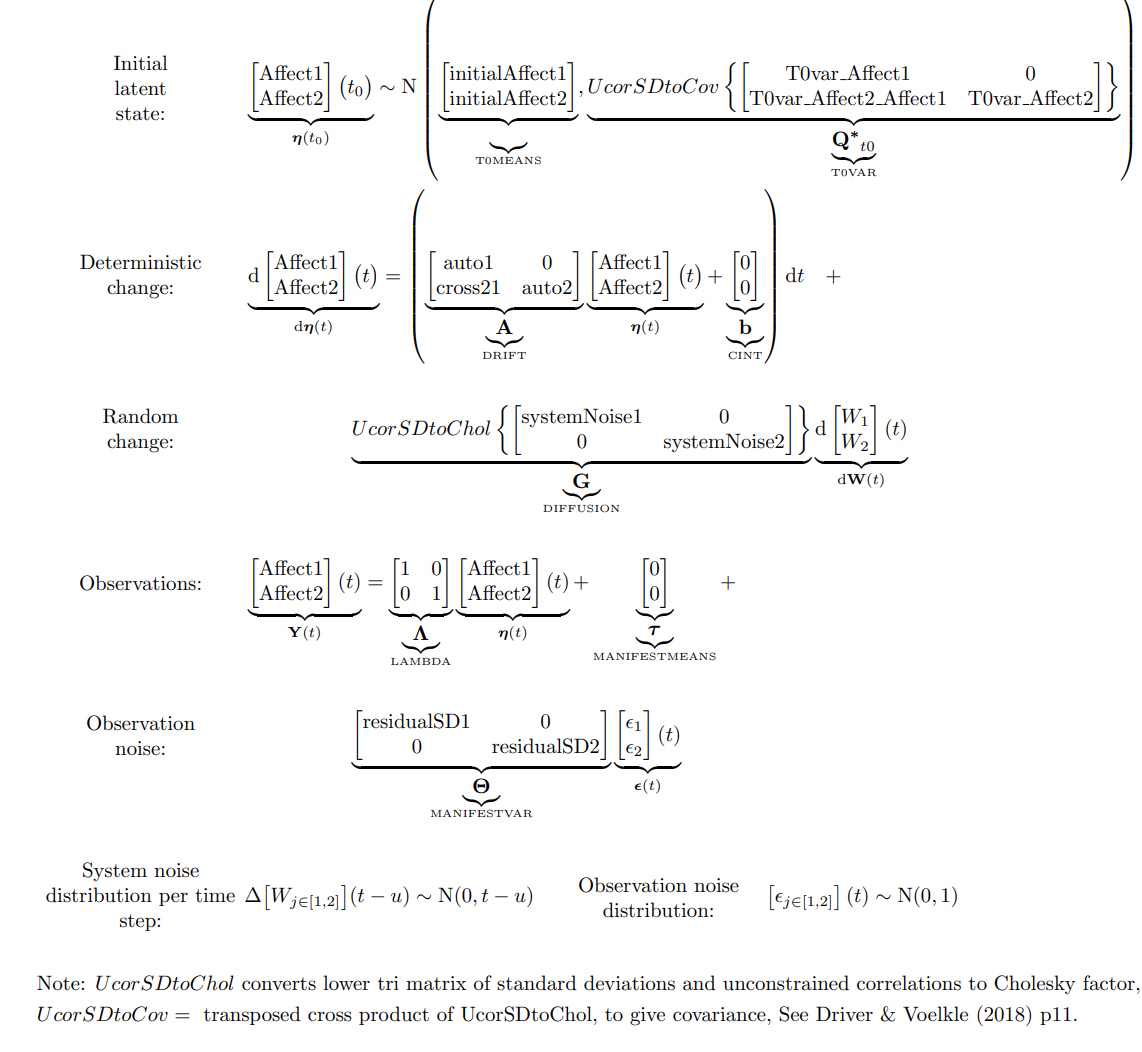 Initial latent state: [Affect1 Affect2] (t₀) ∼ N ( [initialAffect1 initialAffect2] , UcorSDtoCov { [T0var_Affect1 0 T0var_Affect2_Affect1 T0var_Affect2] } )
η(t₀)
T0MEANS
Q*t0
T0VAR
Deterministic change: d [Affect1 Affect2] (t) = ( [auto1 0 cross21 auto2] [Affect1 Affect2] (t) + [0 0] ) dt +
dη(t) A η(t) b
DRIFT CINT
Random change: UcorSDtoChol { [systemNoise1 0 0 systemNoise2] } d [W₁ W₂] (t)
G dW(t)
DIFFUSION
Observations: [Affect1 Affect2] (t) = [1 0 0 1] [Affect1 Affect2] (t) + [0 0] +
Y(t) Λ η(t) τ
LAMBDA MANIFESTMEANS
Observation noise: [residualSD1 0 0 residualSD2] [ϵ₁ ϵ₂] (t)
Θ ϵ(t)
MANIFESTVAR
System noise distribution per time step: Δ[W_{j∈[1,2]}](t − u) ∼ N(0, t − u) Observation noise distribution: [ϵ_{j∈[1,2]}] (t) ∼ N(0, 1)
Note: UcorSDtoChol converts lower tri matrix of standard deviations and unconstrained correlations to Cholesky factor,
UcorSDtoCov = transposed cross product of UcorSDtoChol, to give covariance, See Driver & Voelkle (2018) p11.